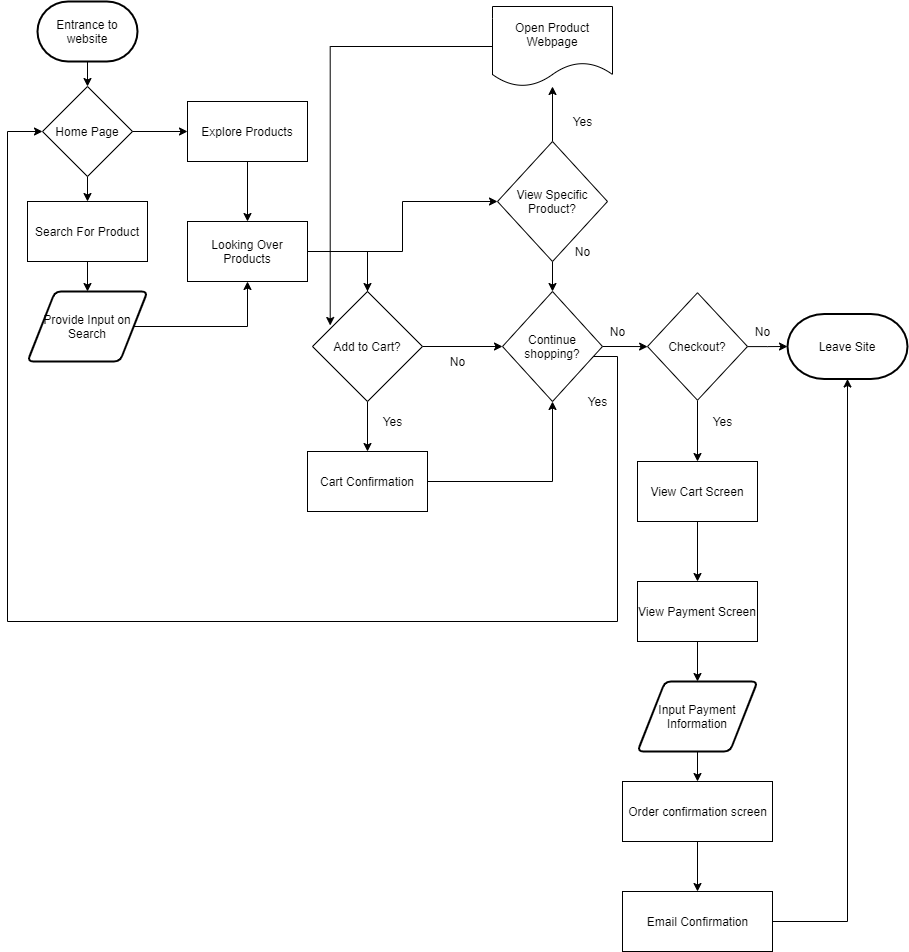 Entrance to
website
Open Product
Webpage
Home Page
Explore Products
Yes
View Specific
Product?
Search For Product
Looking Over
Products
No
Provide Input on
Search
Add to Cart?
No
Continue
shopping?
No
Checkout?
No
Leave Site
Yes
Yes
Yes
Cart Confirmation
View Cart Screen
View Payment Screen
Input Payment
Information
Order confirmation screen
Email Confirmation